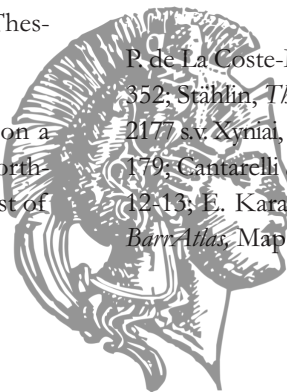 Thes-
on a
orth-
st of
P. de La Coste-
352; Stählin, Th
2177 s.v. Xyniai,
179; Cantarelli
12-13; E. Kara
BarrAtlas, Map